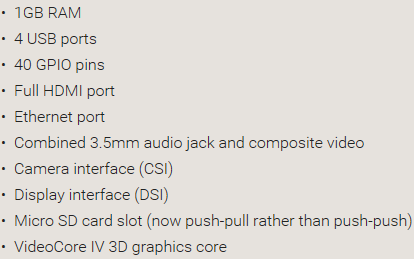 • 1GB RAM
• 4 USB ports
• 40 GPIO pins
• Full HDMI port
• Ethernet port
• Combined 3.5mm audio jack and composite video
• Camera interface (CSI)
• Display interface (DSI)
• Micro SD card slot (now push-pull rather than push-push)
• VideoCore IV 3D graphics core